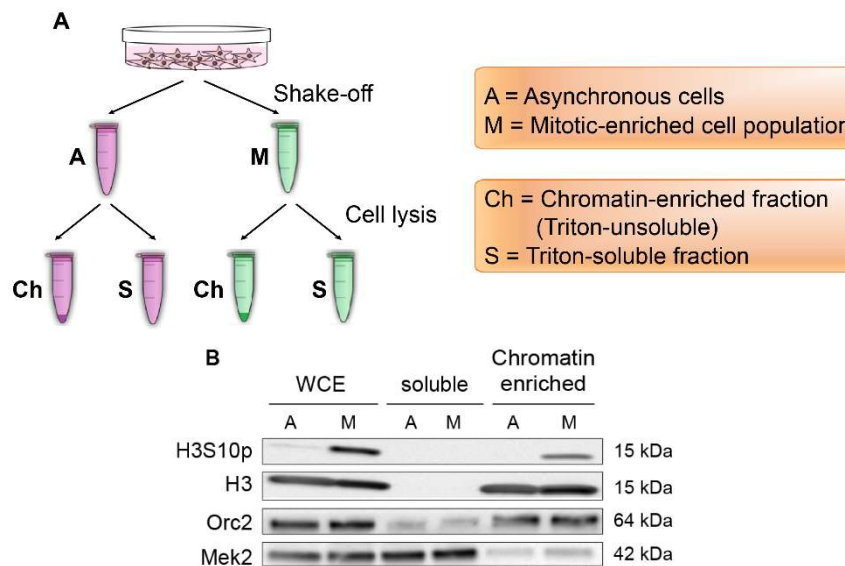 A
Shake-off
A = Asynchronous cells
M = Mitotic-enriched cell population
A
M
Cell lysis
Ch = Chromatin-enriched fraction
(Triton-unsoluble)
S = Triton-soluble fraction
Ch
S
Ch
S
B
WCE
soluble
Chromatin
enriched
A M A M A M
H3S10p 15 kDa
H3 15 kDa
Orc2 64 kDa
Mek2 42 kDa